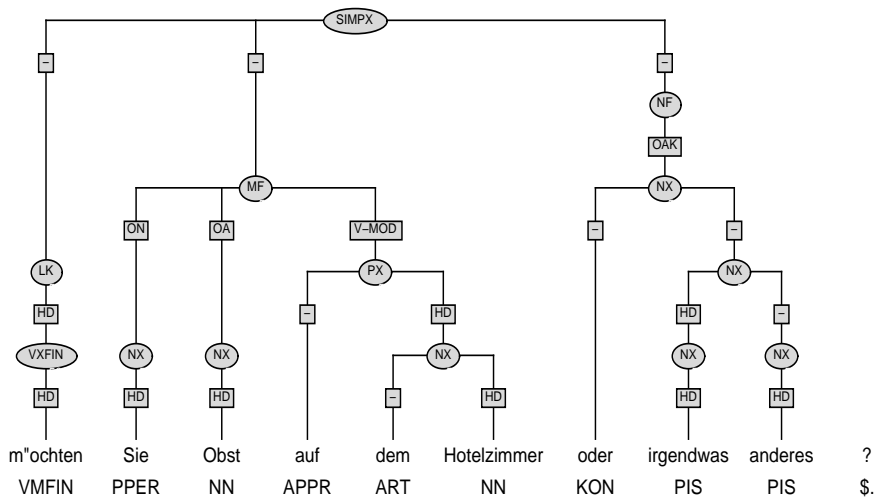 SIMPX
– – –
NF
OAK
MF NX
ON OA V–MOD – –
LK PX NX
HD – HD HD –
VXFIN NX NX NX NX NX
HD HD HD – HD HD HD
m"ochten Sie Obst auf dem Hotelzimmer oder irgendwas anderes ?
VMFIN PPER NN APPR ART NN KON PIS PIS $.